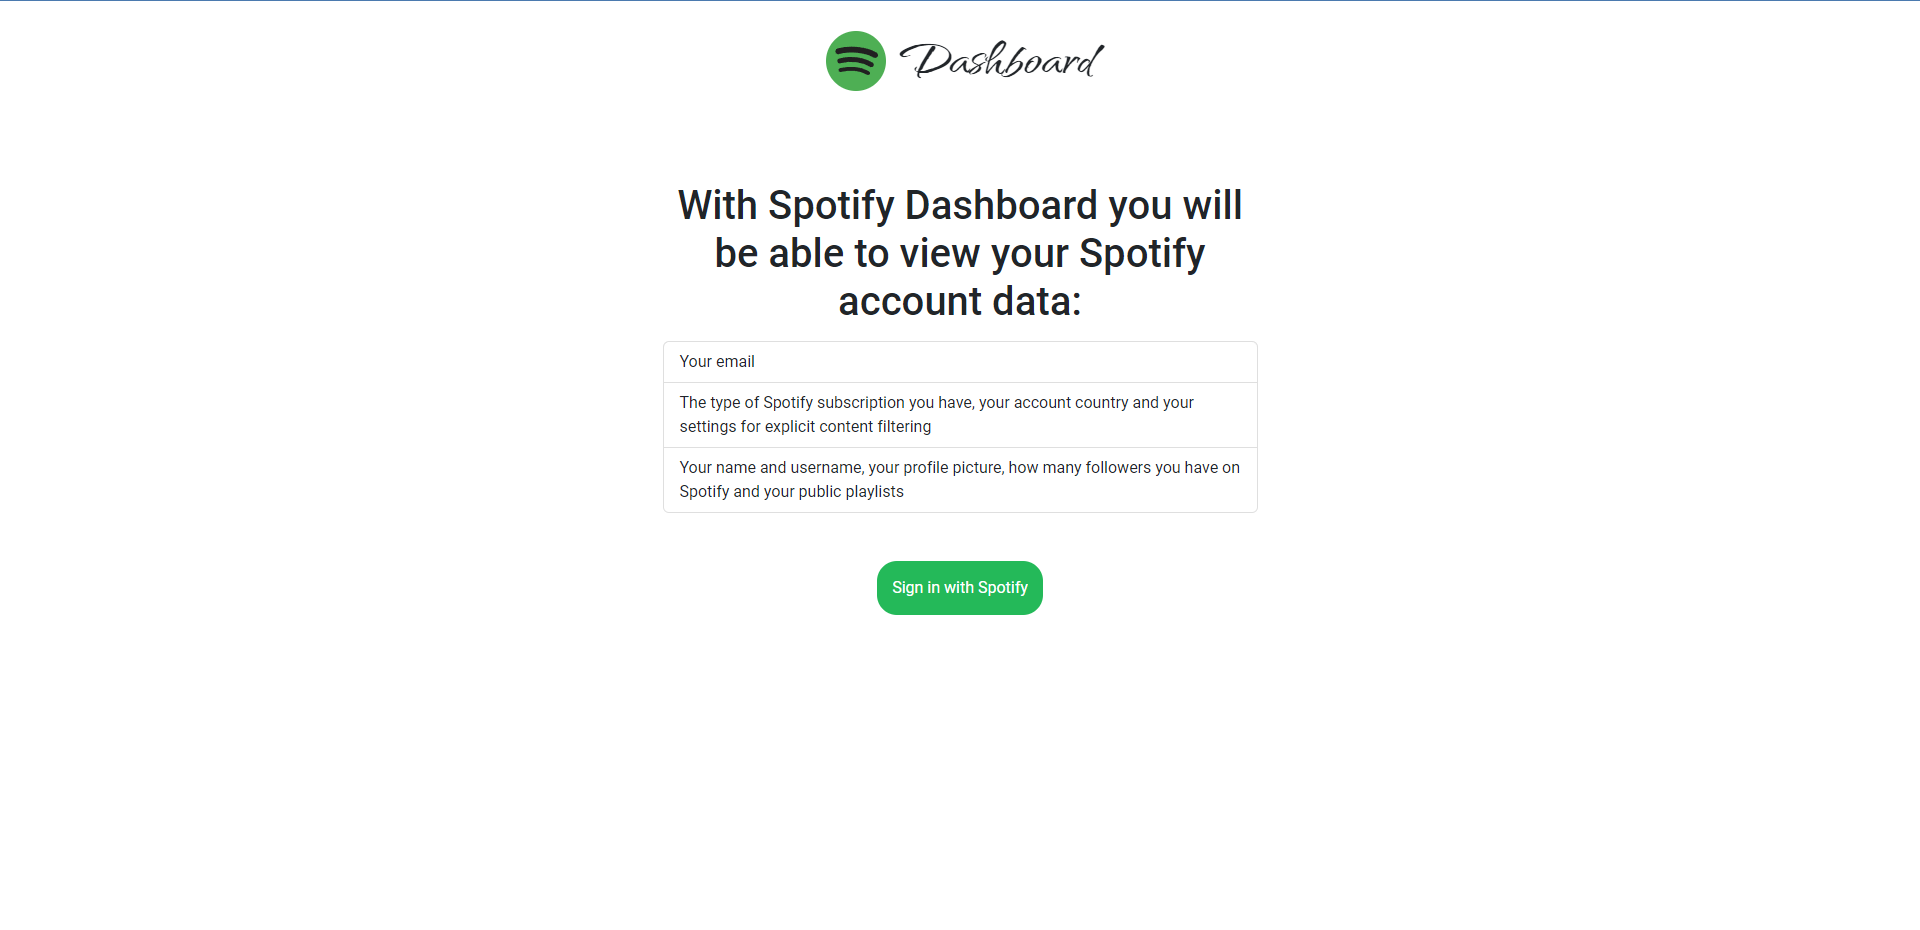 Dashboard
With Spotify Dashboard you will
be able to view your Spotify
account data:
Your email
The type of Spotify subscription you have, your account country and your
settings for explicit content filtering
Your name and username, your profile picture, how many followers you have on
Spotify and your public playlists
Sign in with Spotify